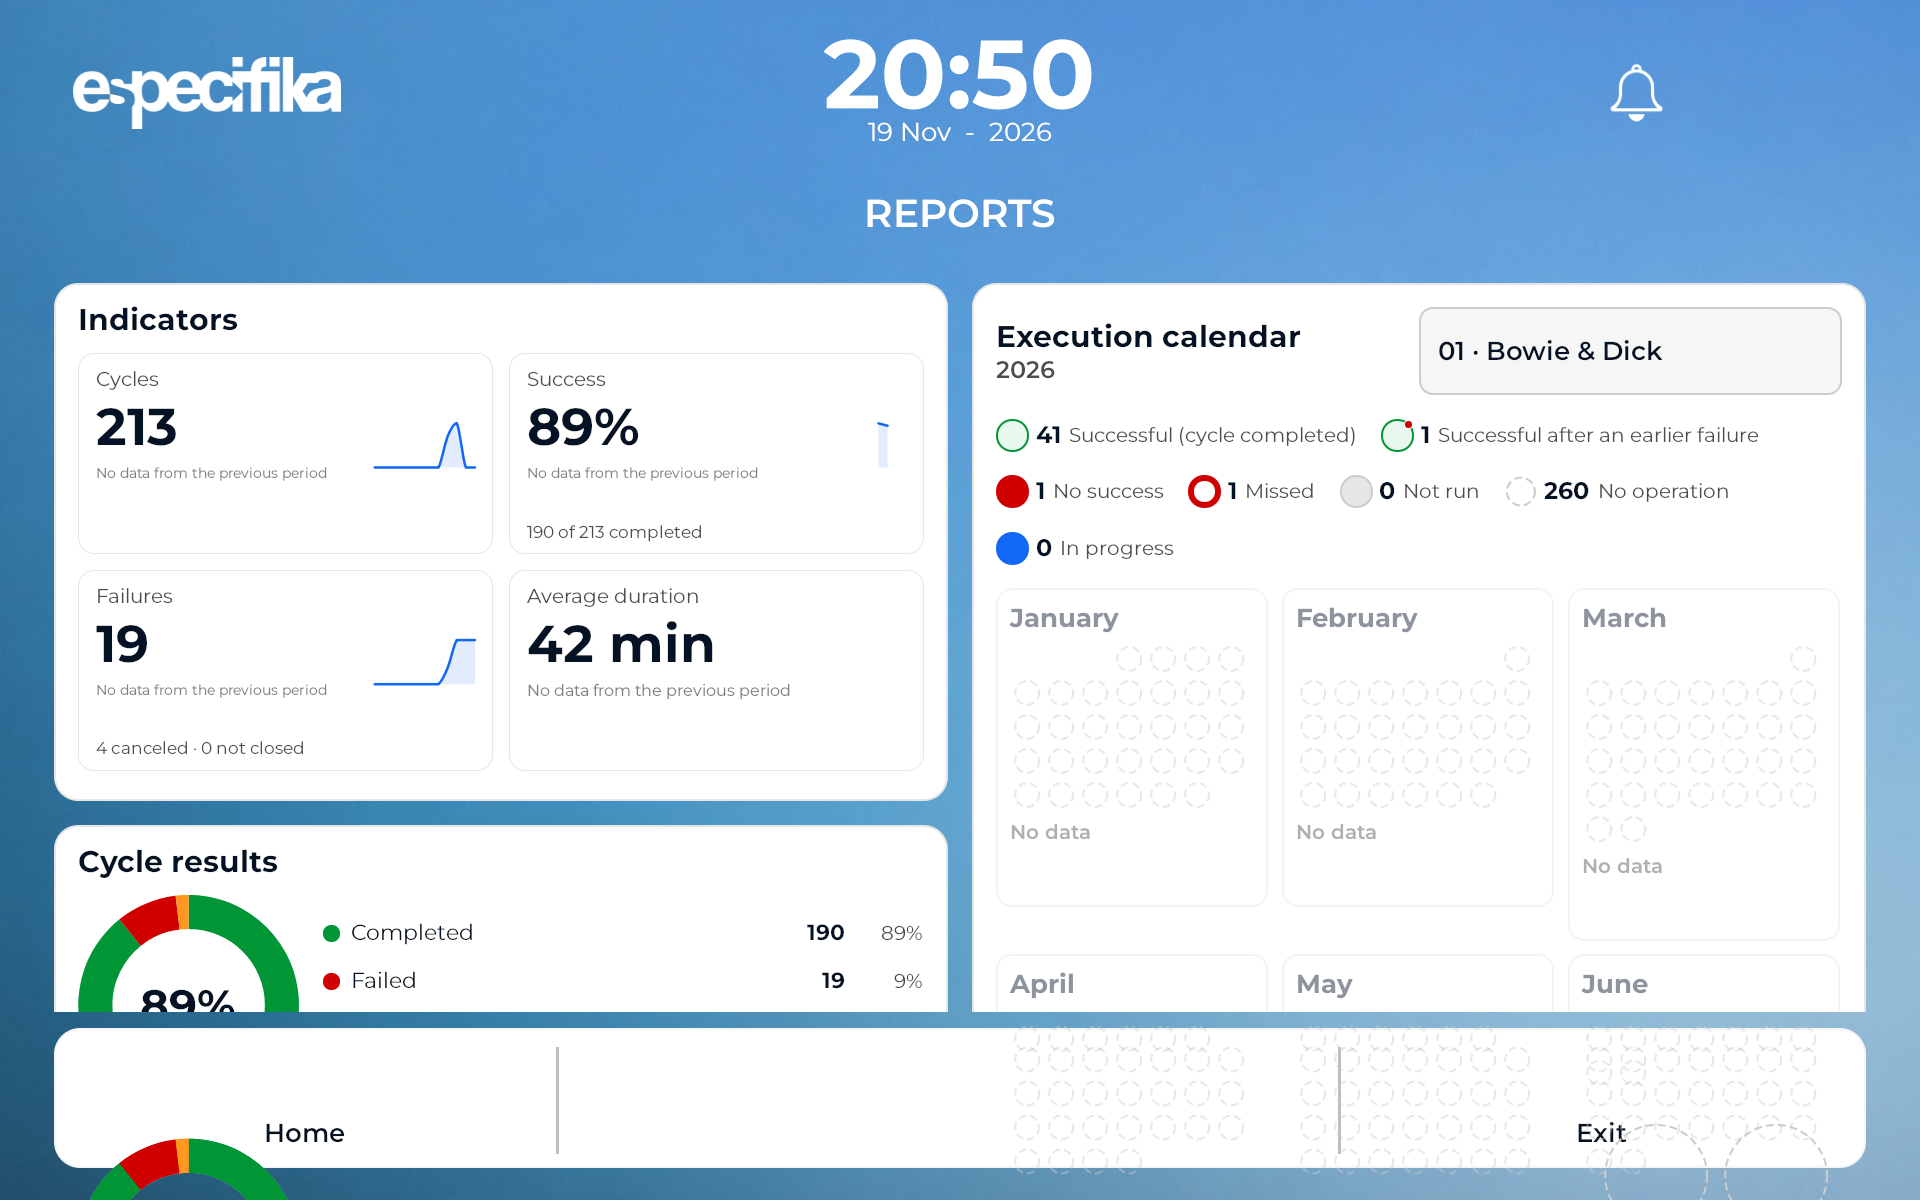 especifika
20:50
19 Nov - 2026
REPORTS
Indicators
Cycles
213
No data from the previous period
Success
89%
No data from the previous period
190 of 213 completed
Failures
19
No data from the previous period
4 canceled · 0 not closed
Average duration
42 min
No data from the previous period
Cycle results
89%
Completed 190 89%
Failed 19 9%
Execution calendar
2026
01 · Bowie & Dick
41 Successful (cycle completed)
1 Successful after an earlier failure
1 No success
1 Missed
0 Not run
260 No operation
0 In progress
January
No data
February
No data
March
No data
April
May
June
Home
Exit